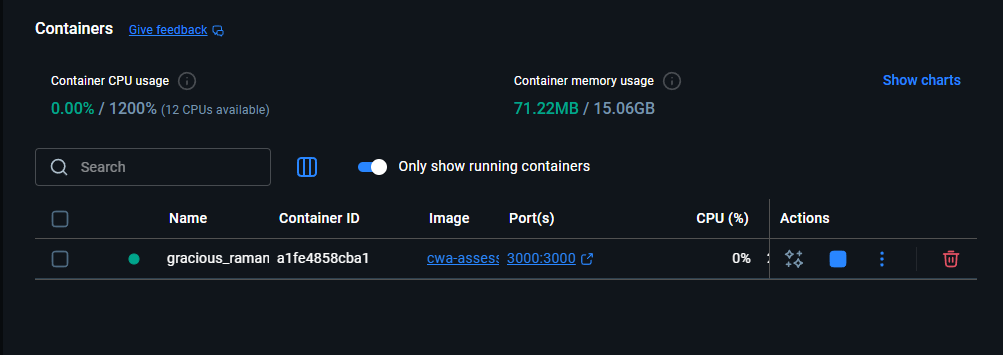 Containers Give feedback
Container CPU usage
0.00% / 1200% (12 CPUs available)
Container memory usage
71.22MB / 15.06GB
Show charts
Search
Only show running containers
Name Container ID Image Port(s) CPU (%) Actions
gracious_raman a1fe4858cba1 cwa-assess 3000:3000 0%